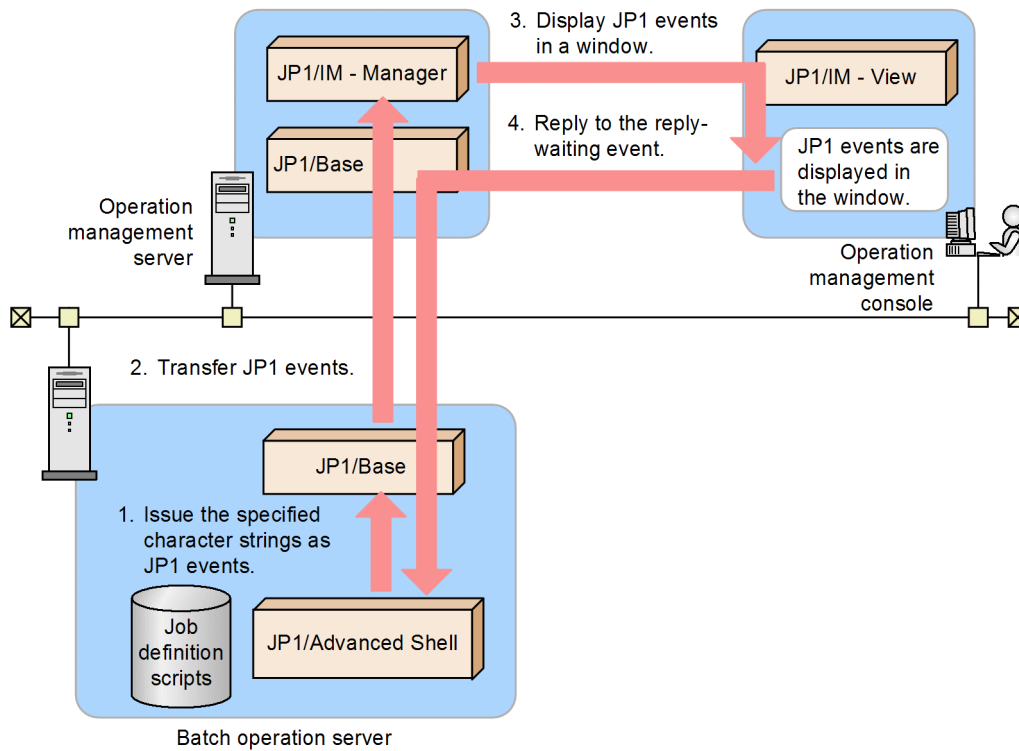 3. Display JP1 events
in a window.
JP1/IM - Manager
JP1/IM - View
4. Reply to the reply-
waiting event.
JP1/Base
JP1 events are
displayed in
the window.
Operation
management
server
Operation
management
console
2. Transfer JP1 events.
JP1/Base
1. Issue the specified
character strings as
JP1 events.
Job
definition
scripts
JP1/Advanced Shell
Batch operation server